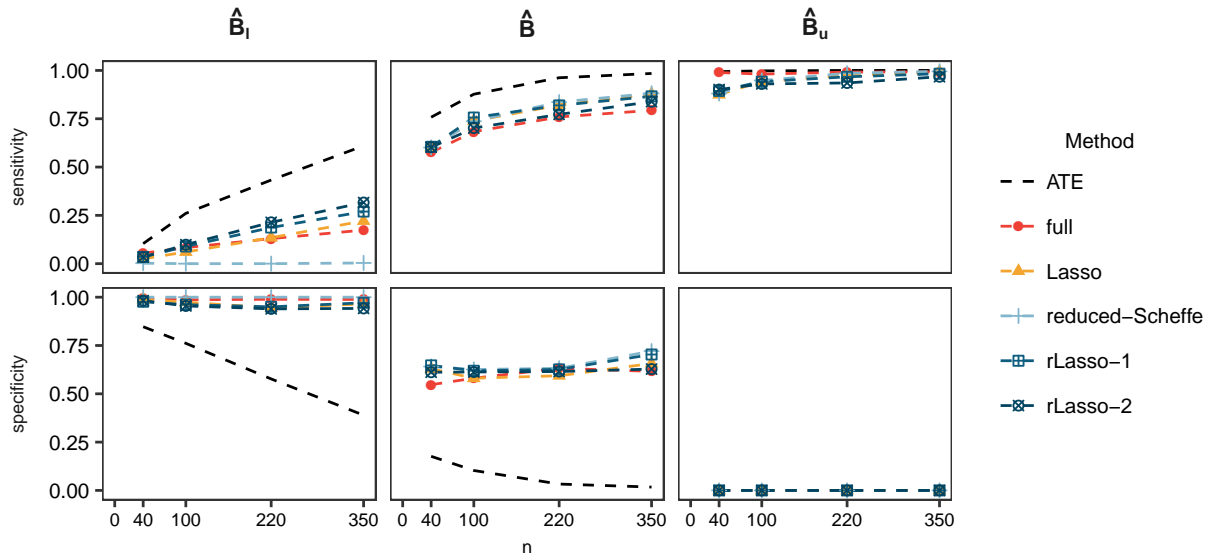 B̂l B̂ B̂u
sensitivity
1.00
0.75
0.50
0.25
0.00
specificity
1.00
0.75
0.50
0.25
0.00
0 40 100 220 350
0 40 100 220 350
0 40 100 220 350
n
Method
ATE
full
Lasso
reduced−Scheffe
rLasso−1
rLasso−2